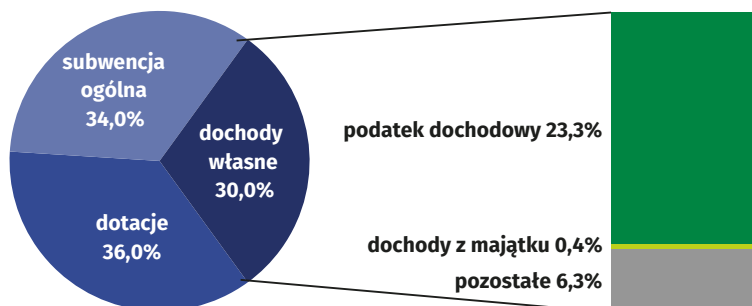 subwencja
ogólna
34,0%
dochody
własne
30,0%
dotacje
36,0%
podatek dochodowy 23,3%
dochody z majątku 0,4%
pozostałe 6,3%